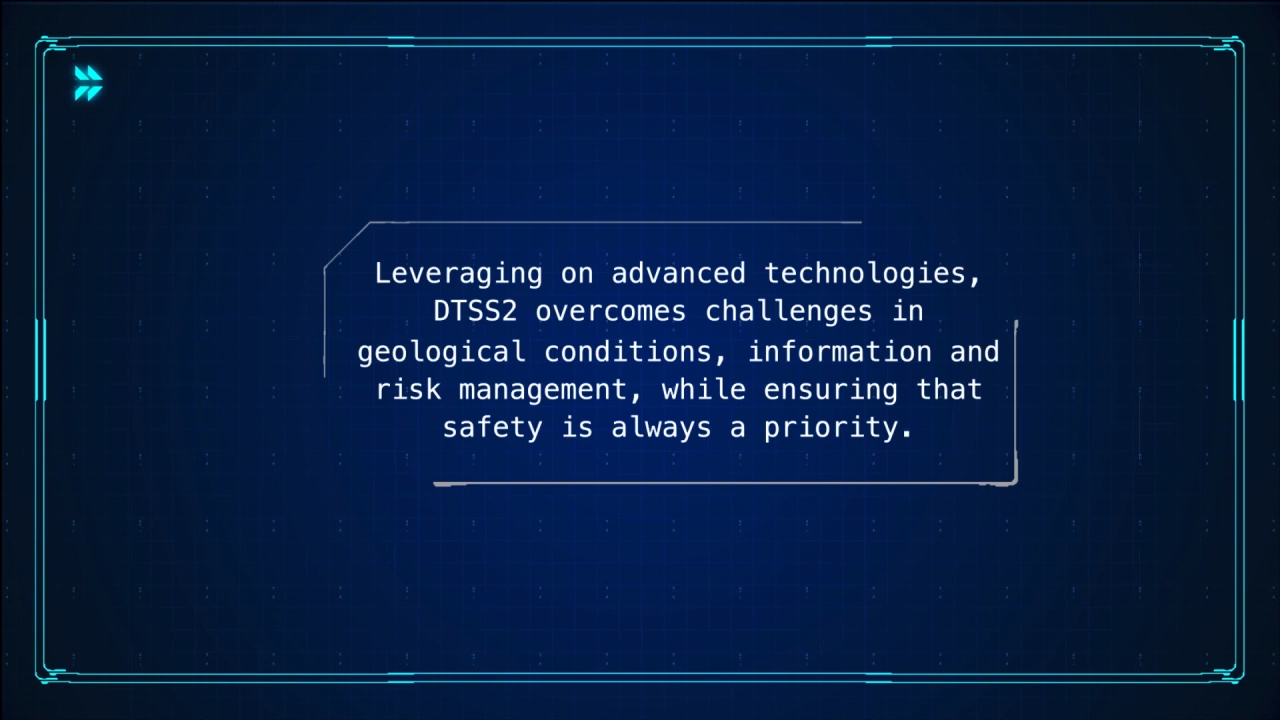 Leveraging on advanced technologies,
DTSS2 overcomes challenges in
geological conditions, information and
risk management, while ensuring that
safety is always a priority.